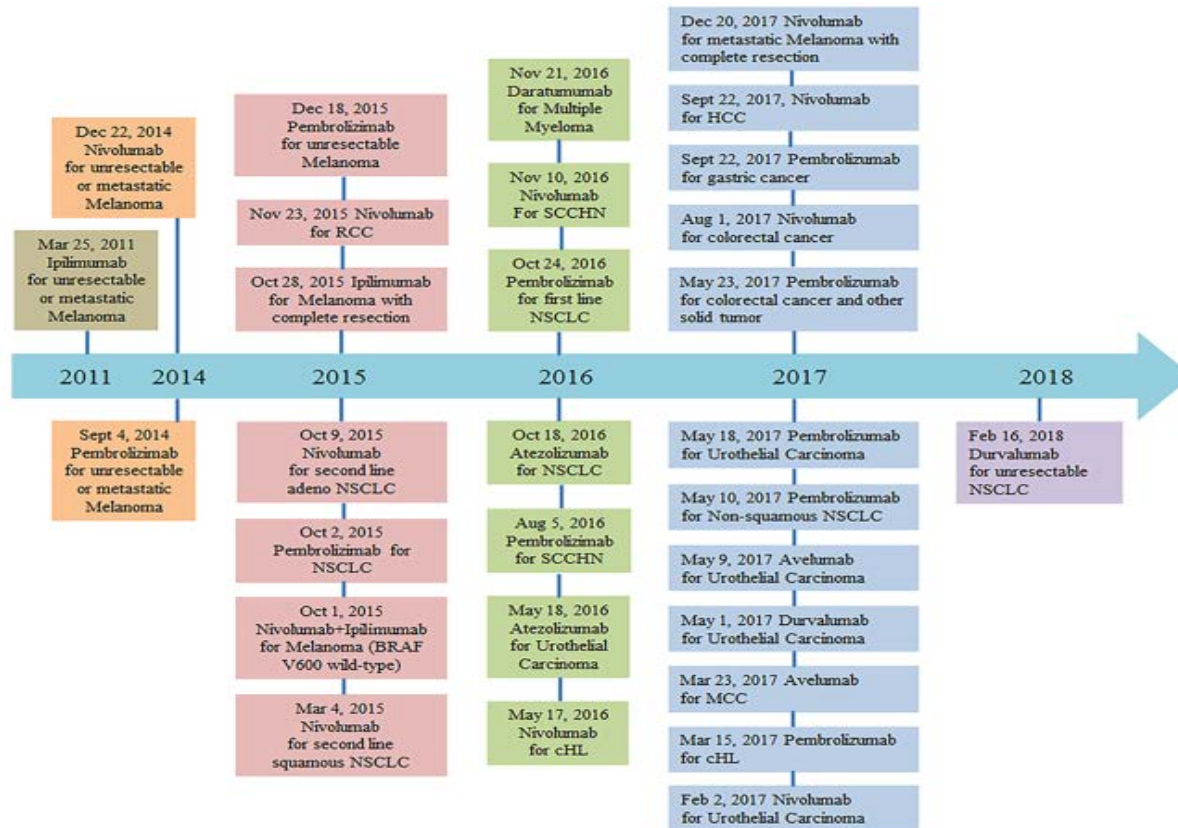 Mar 25, 2011
Ipilimumab
for unresectable
or metastatic
Melanoma
Dec 22, 2014
Nivolumab
for unresectable
or metastatic
Melanoma
Dec 18, 2015
Pembrolizimab
for unresectable
Melanoma
Nov 23, 2015 Nivolumab
for RCC
Oct 28, 2015 Ipilimumab
for Melanoma with
complete resection
Nov 21, 2016
Daratumumab
for Multiple
Myeloma
Nov 10, 2016
Nivolumab
For SCCHN
Oct 24, 2016
Pembrolizimab
for first line
NSCLC
Dec 20, 2017 Nivolumab
for metastatic Melanoma with
complete resection
Sept 22, 2017, Nivolumab
for HCC
Sept 22, 2017 Pembrolizumab
for gastric cancer
Aug 1, 2017 Nivolumab
for colorectal cancer
May 23, 2017 Pembrolizumab
for colorectal cancer and other
solid tumor
2011
2014
2015
2016
2017
2018
Sept 4, 2014
Pembrolizimab
for unresectable
or metastatic
Melanoma
Oct 9, 2015
Nivolumab
for second line
adeno NSCLC
Oct 2, 2015
Pembrolizimab for
NSCLC
Oct 1, 2015
Nivolumab+Ipilimumab
for Melanoma (BRAF
V600 wild-type)
Mar 4, 2015
Nivolumab
for second line
squamous NSCLC
Oct 18, 2016
Atezolizumab
for NSCLC
Aug 5, 2016
Pembrolizimab
for SCCHN
May 18, 2016
Atezolizumab
for Urothelial
Carcinoma
May 17, 2016
Nivolumab
for cHL
May 18, 2017 Pembrolizumab
for Urothelial Carcinoma
May 10, 2017 Pembrolizumab
for Non-squamous NSCLC
May 9, 2017 Avelumab
for Urothelial Carcinoma
May 1, 2017 Durvalumab
for Urothelial Carcinoma
Mar 23, 2017 Avelumab
for MCC
Mar 15, 2017 Pembrolizumab
for cHL
Feb 2, 2017 Nivolumab
for Urothelial Carcinoma
Feb 16, 2018
Durvalumab
for unresectable
NSCLC